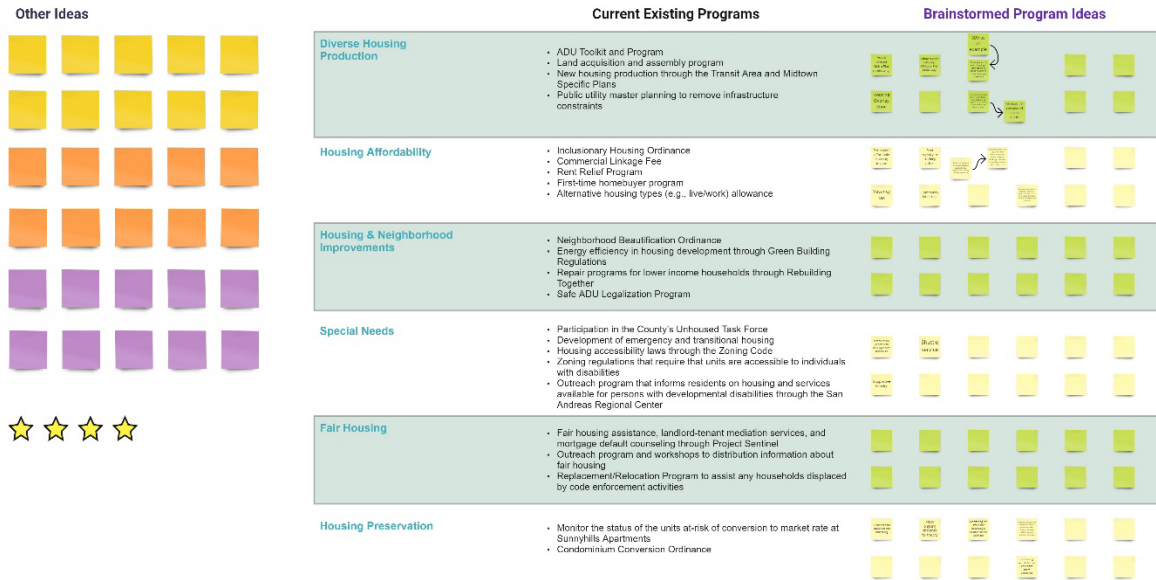 Other Ideas
Current Existing Programs
Brainstormed Program Ideas
Diverse Housing
Production
• ADU Toolkit and Program
• Land acquisition and assembly program
• New housing production through the Transit Area and Midtown
Specific Plans
• Public utility master planning to remove infrastructure
constraints
Housing Affordability
• Inclusionary Housing Ordinance
• Commercial Linkage Fee
• Rent Relief Program
• First-time homebuyer program
• Alternative housing types (e.g., live/work) allowance
Housing & Neighborhood
Improvements
• Neighborhood Beautification Ordinance
• Energy efficiency in housing development through Green Building
Regulations
• Repair programs for lower income households through Rebuilding
Together
• Safe ADU Legalization Program
Special Needs
• Participation in the County's Unhoused Task Force
• Development of emergency and transitional housing
• Housing accessibility laws through the Zoning Code
• Zoning regulations that require that units are accessible to individuals
with disabilities
• Outreach program that informs residents on housing and services
available for persons with developmental disabilities through the San
Andreas Regional Center
Shuttle
service
Fair Housing
• Fair housing assistance, landlord-tenant mediation services, and
mortgage default counseling through Project Sentinel
• Outreach program and workshops to distribution information about
fair housing
• Replacement/Relocation Program to assist any households displaced
by code enforcement activities
Housing Preservation
• Monitor the status of the units at-risk of conversion to market rate at
Sunnyhills Apartments
• Condominium Conversion Ordinance